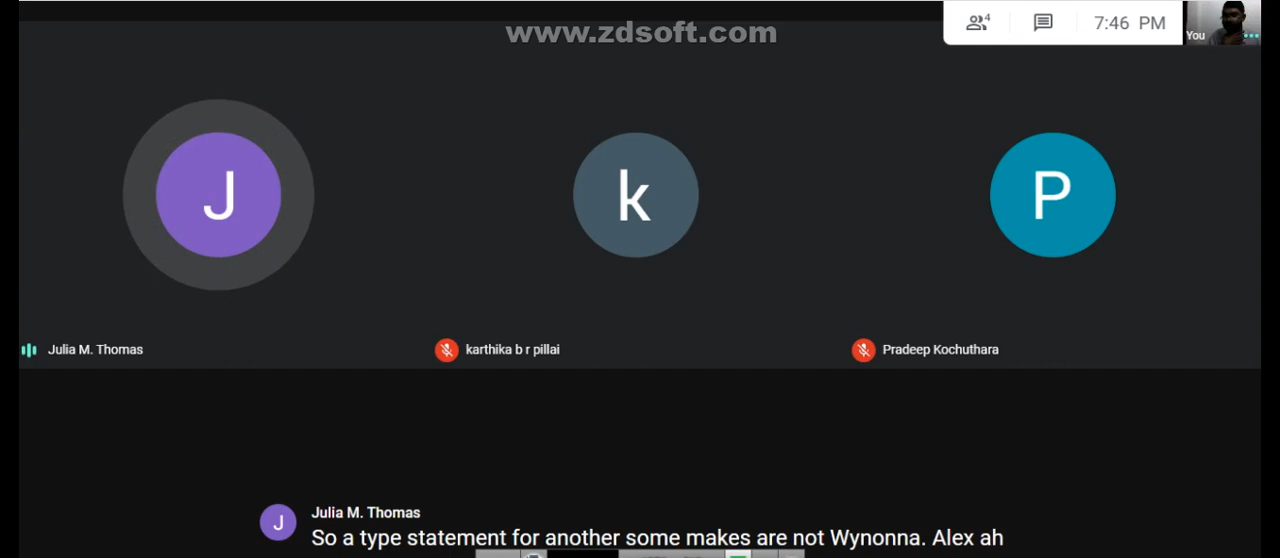 www.zdsoft.com
4
7:46 PM
You
J
k
P
Julia M. Thomas
karthika b r pillai
Pradeep Kochuthara
J
Julia M. Thomas
So a type statement for another some makes are not Wynonna. Alex ah